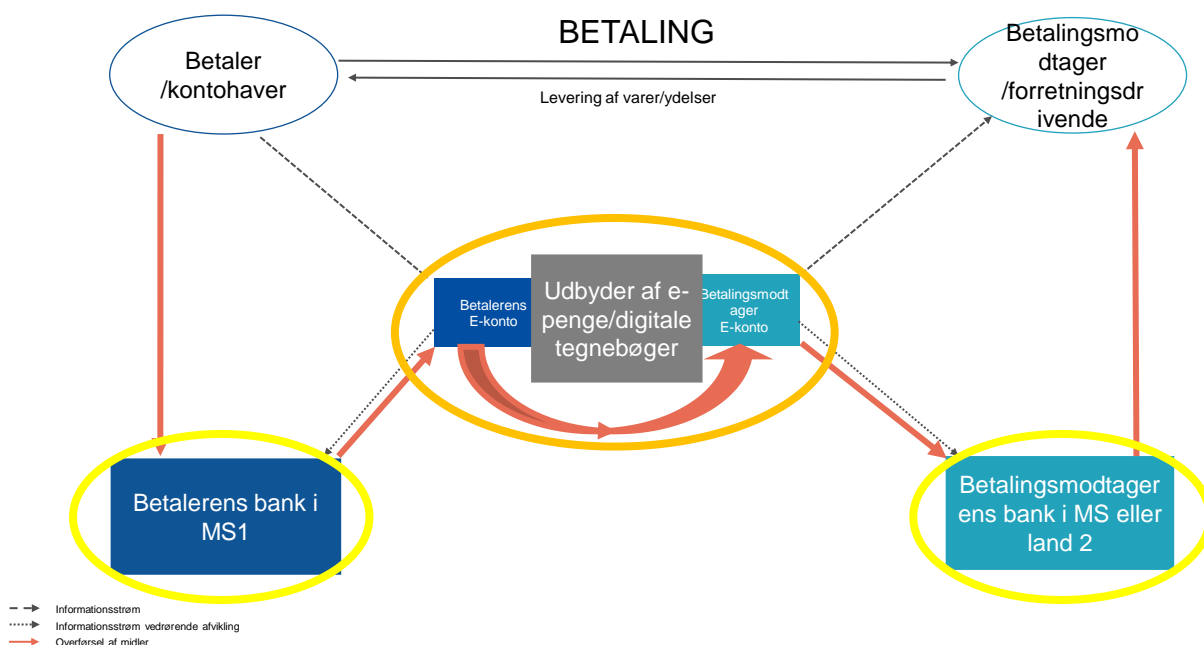 BETALING
Betaler
/kontohaver
Betalingsmo
dtager
/forretningsdr
ivende
Levering af varer/ydelser
Betalerens
E-konto
Udbyder af e-
penge/digitale
tegnebøger
Betalingsmodt
ager
E-konto
Betalerens bank i
MS1
Betalingsmodtager
ens bank i MS eller
land 2
Informationsstrøm
Informationsstrøm vedrørende afvikling
Overførsel af midler